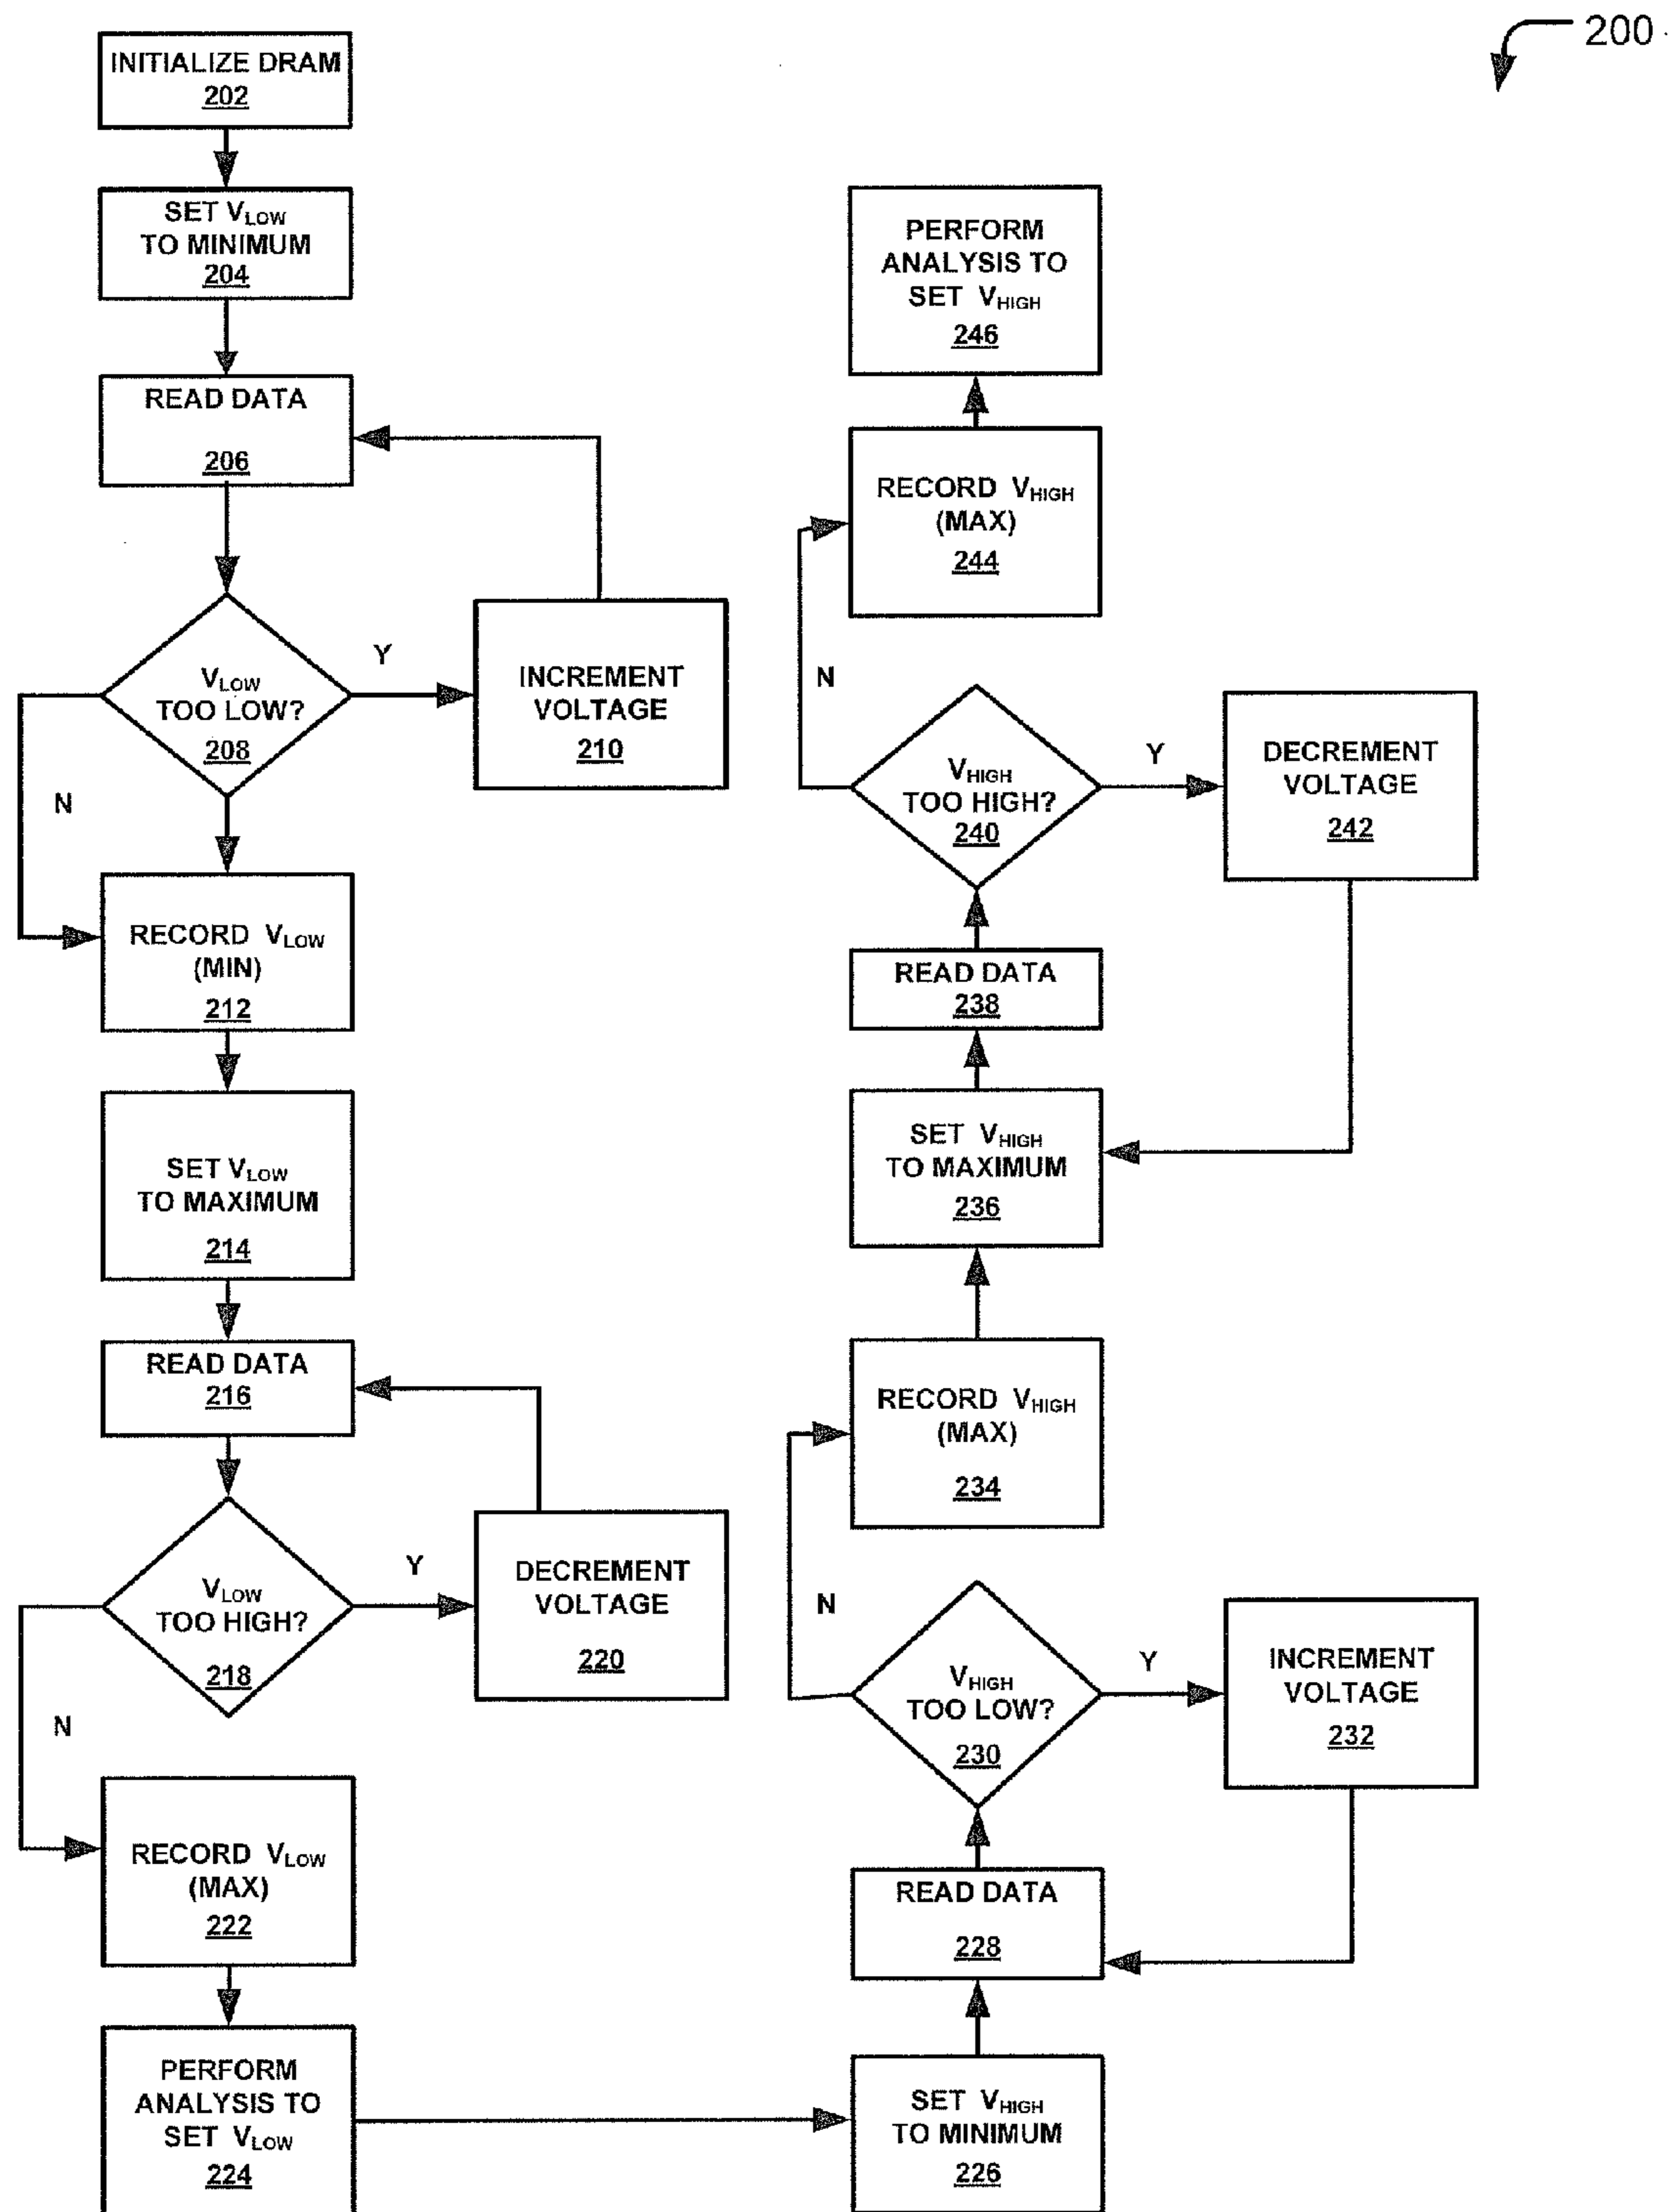 200
INITIALIZE DRAM
202
SET VLOW
TO MINIMUM
204
READ DATA
206
VLOW
TOO LOW?
208
Y
N
INCREMENT
VOLTAGE
210
RECORD VLOW
(MIN)
212
SET VLOW
TO MAXIMUM
214
READ DATA
216
VLOW
TOO HIGH?
218
Y
N
DECREMENT
VOLTAGE
220
RECORD VLOW
(MAX)
222
PERFORM
ANALYSIS TO
SET VLOW
224
SET VHIGH
TO MINIMUM
226
READ DATA
228
VHIGH
TOO LOW?
230
Y
N
INCREMENT
VOLTAGE
232
RECORD VHIGH
(MAX)
234
SET VHIGH
TO MAXIMUM
236
READ DATA
238
VHIGH
TOO HIGH?
240
Y
N
DECREMENT
VOLTAGE
242
RECORD VHIGH
(MAX)
244
PERFORM
ANALYSIS TO
SET VHIGH
246